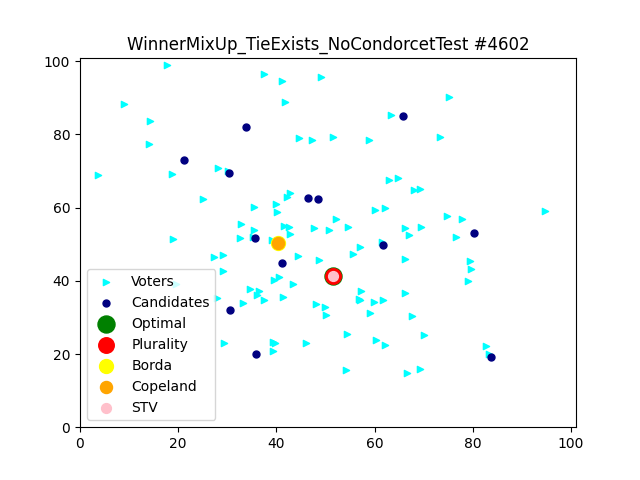 WinnerMixUp_TieExists_NoCondorcetTest #4602
100
80
60
40
20
0
Voters
Candidates
Optimal
Plurality
Borda
Copeland
STV
0 20 40 60 80 100